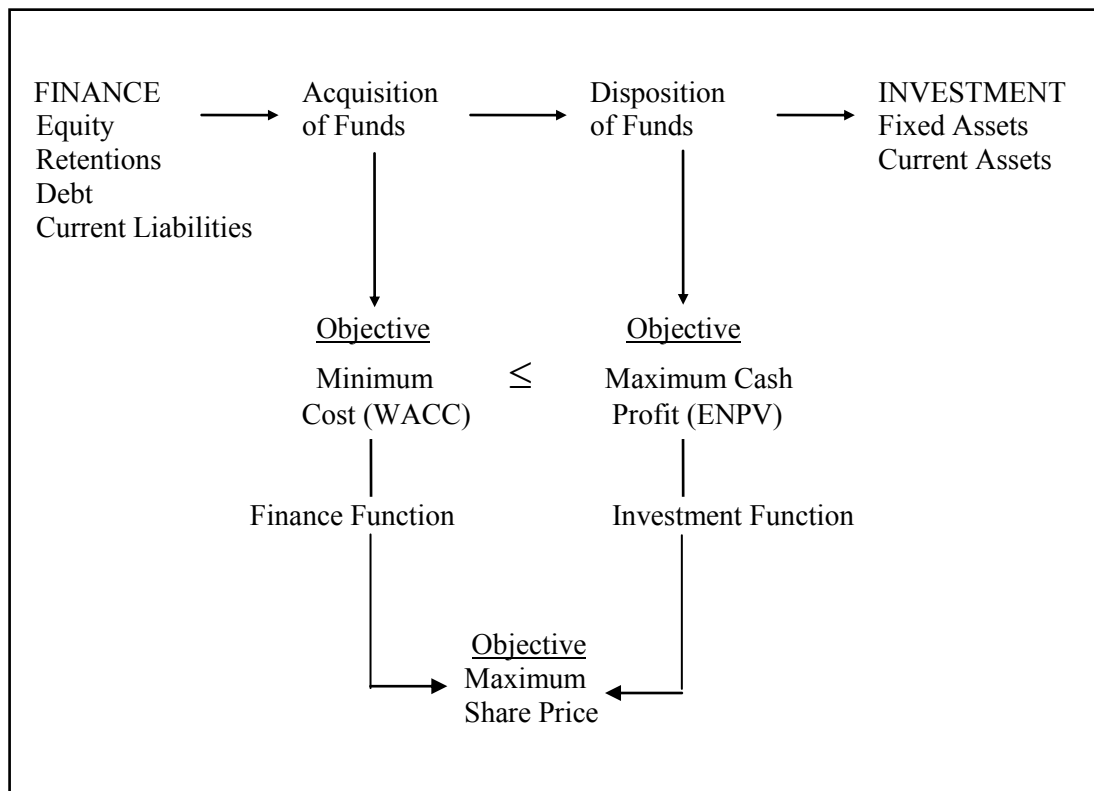 FINANCE
Equity
Retentions
Debt
Current Liabilities
Acquisition
of Funds
Disposition
of Funds
INVESTMENT
Fixed Assets
Current Assets
Objective
Minimum
Cost (WACC)
≤
Objective
Maximum Cash
Profit (ENPV)
Finance Function
Investment Function
Objective
Maximum
Share Price